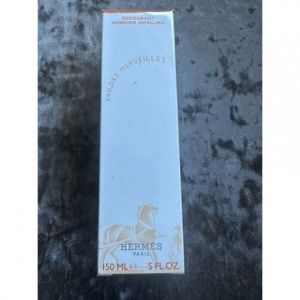 DEODORANT
VAPORISATEUR NATURAL SPRAY
EAU DES MERVEILLES
HERMÈS
PARIS
150 ML e 5 FL.OZ.